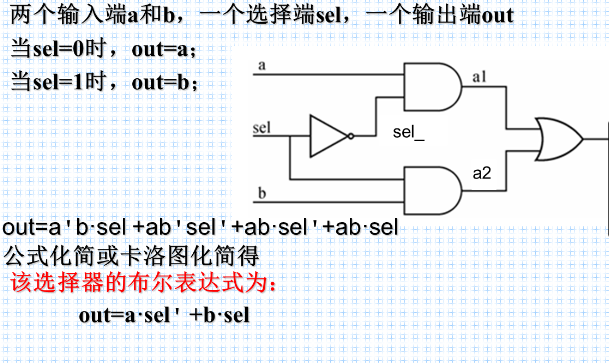 两个输入端a和b，一个选择端sel，一个输出端out
当sel=0时，out=a；
当sel=1时，out=b；
a
a1
sel
sel_
a2
b
out=a'b·sel +ab'sel'+ab·sel'+ab·sel
公式化简或卡洛图化简得
该选择器的布尔表达式为：
out=a·sel' +b·sel